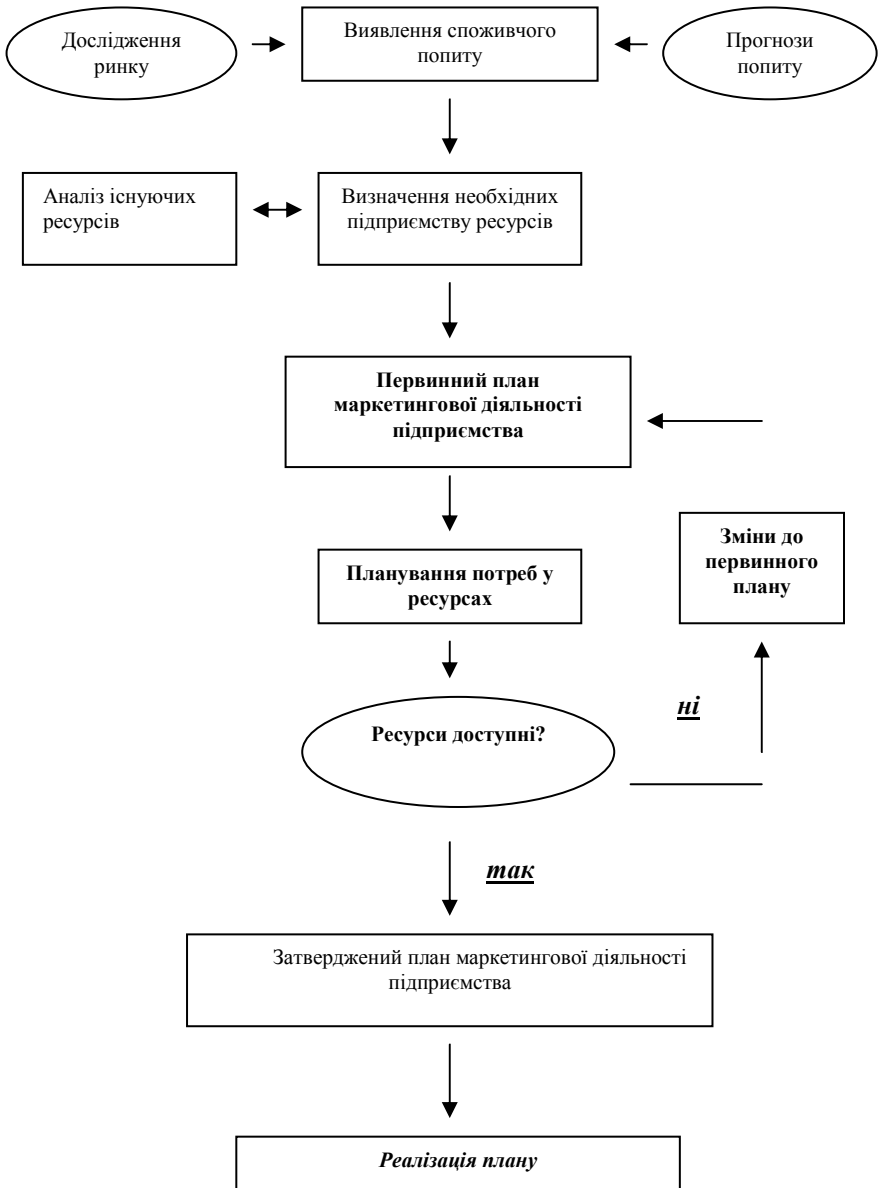 Дослідження
ринку
Виявлення споживчого
попиту
Прогнози
попиту
Аналіз існуючих
ресурсів
Визначення необхідних
підприємству ресурсів
Первинний план
маркетингової діяльності
підприємства
Зміни до
первинного
плану
Планування потреб у
ресурсах
Ресурси доступні?
ні
так
Затверджений план маркетингової діяльності
підприємства
Реалізація плану